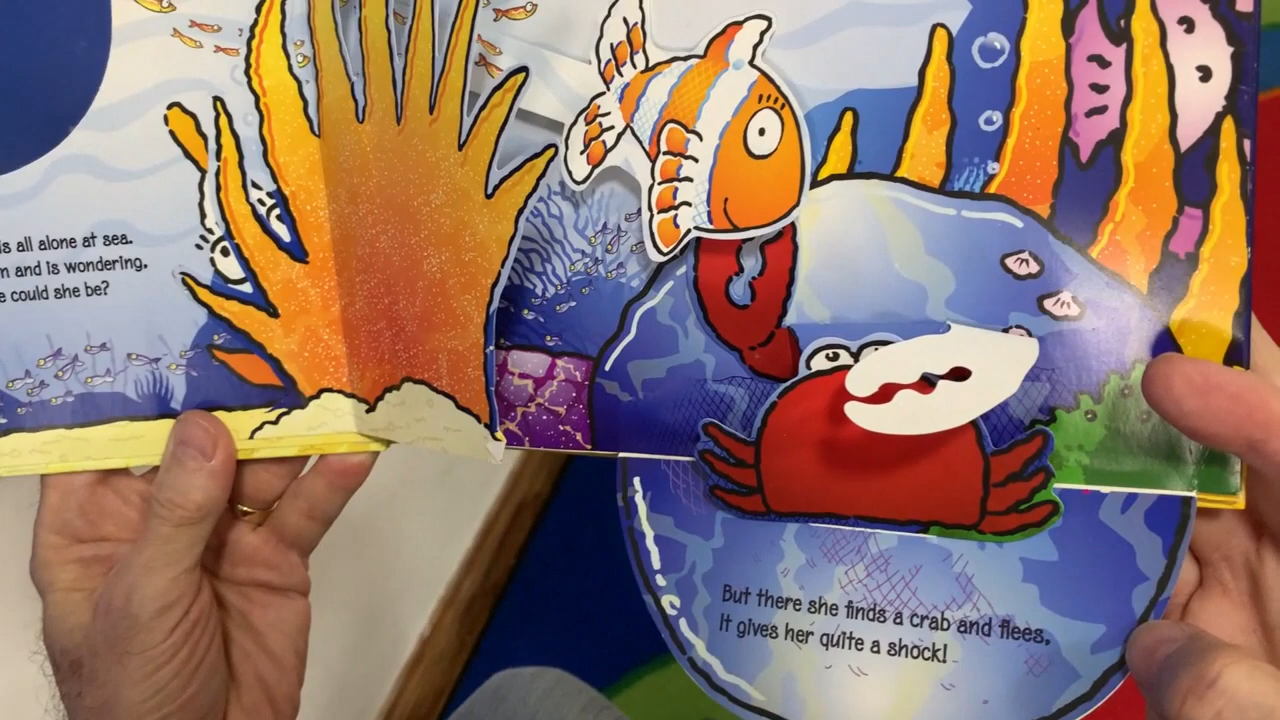 is all alone at sea.
and is wondering,
could she be?
But there she finds a crab and flees,
It gives her quite a shock!